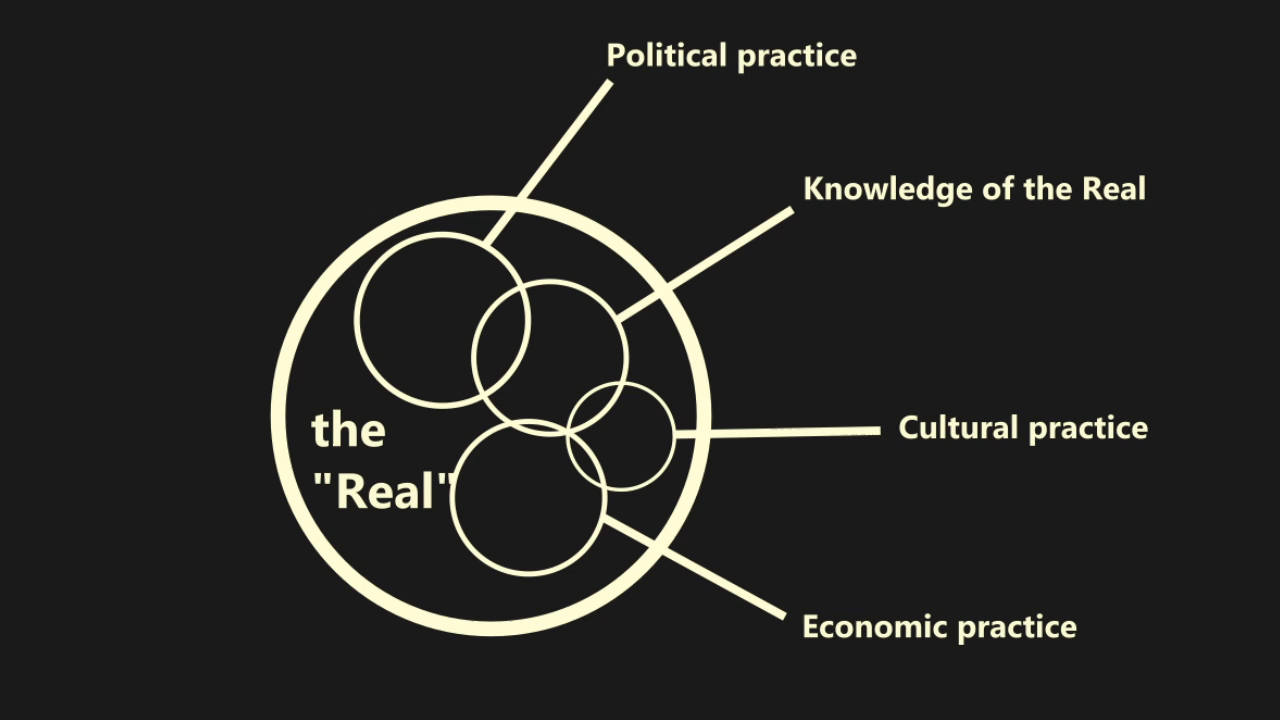 Political practice
Knowledge of the Real
the
"Real"
Cultural practice
Economic practice